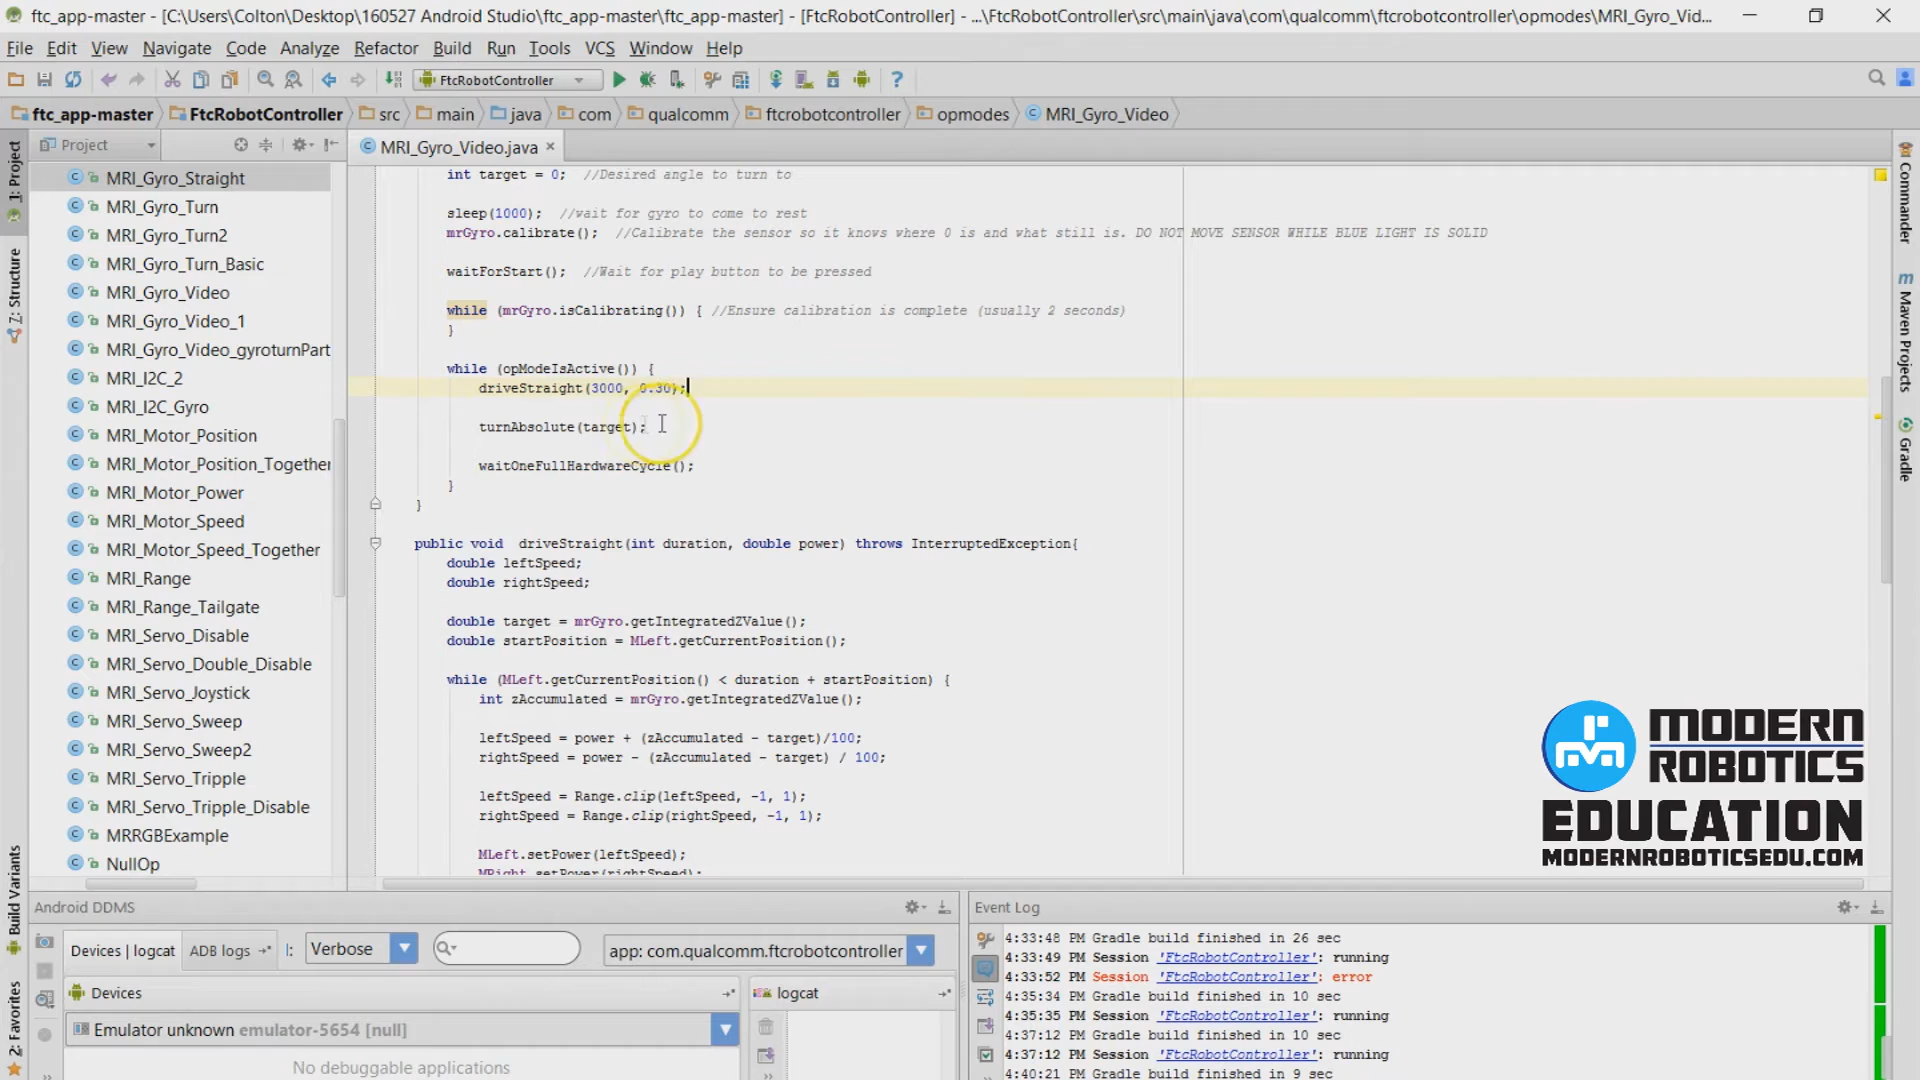 ftc_app-master - [C:\Users\Colton\Desktop\160527 Android Studio\ftc_app-master\ftc_app-master] - [FtcRobotController] - ...\FtcRobotController\src\main\java\com\qualcomm\ftcrobotcontroller\opmodes\MRI_Gyro_Vid...
File Edit View Navigate Code Analyze Refactor Build Run Tools VCS Window Help
FtcRobotController
ftc_app-master FtcRobotController src main java com qualcomm ftcrobotcontroller opmodes MRI_Gyro_Video
Project
MRI_Gyro_Video.java
1: Project
Z: Structure
Build Variants
2: Favorites
MRI_Gyro_Straight
MRI_Gyro_Turn
MRI_Gyro_Turn2
MRI_Gyro_Turn_Basic
MRI_Gyro_Video
MRI_Gyro_Video_1
MRI_Gyro_Video_gyroturnPart
MRI_I2C_2
MRI_I2C_Gyro
MRI_Motor_Position
MRI_Motor_Position_Together
MRI_Motor_Power
MRI_Motor_Speed
MRI_Motor_Speed_Together
MRI_Range
MRI_Range_Tailgate
MRI_Servo_Disable
MRI_Servo_Double_Disable
MRI_Servo_Joystick
MRI_Servo_Sweep
MRI_Servo_Sweep2
MRI_Servo_Tripple
MRI_Servo_Tripple_Disable
MRRGBExample
NullOp
int target = 0;  //Desired angle to turn to
sleep(1000);  //wait for gyro to come to rest
mrGyro.calibrate();  //Calibrate the sensor so it knows where 0 is and what still is. DO NOT MOVE SENSOR WHILE BLUE LIGHT IS SOLID
waitForStart();  //Wait for play button to be pressed
while (mrGyro.isCalibrating()) { //Ensure calibration is complete (usually 2 seconds)
}
while (opModeIsActive()) {
driveStraight(3000, 0.30);
turnAbsolute(target);
waitOneFullHardwareCycle();
}
}
public void  driveStraight(int duration, double power) throws InterruptedException{
double leftSpeed;
double rightSpeed;
double target = mrGyro.getIntegratedZValue();
double startPosition = MLeft.getCurrentPosition();
while (MLeft.getCurrentPosition() < duration + startPosition) {
int zAccumulated = mrGyro.getIntegratedZValue();
leftSpeed = power + (zAccumulated - target)/100;
rightSpeed = power - (zAccumulated - target) / 100;
leftSpeed = Range.clip(leftSpeed, -1, 1);
rightSpeed = Range.clip(rightSpeed, -1, 1);
MLeft.setPower(leftSpeed);
MRight.setPower(rightSpeed);
Commander
m Maven Projects
Gradle
MODERN
ROBOTICS
EDUCATION
MODERNROBOTICSEDU.COM
Android DDMS
Devices | logcat ADB logs Verbose app: com.qualcomm.ftcrobotcontroller
Devices
logcat
Emulator unknown emulator-5654 [null]
No debuggable applications
Event Log
4:33:48 PM Gradle build finished in 26 sec
4:33:49 PM Session 'FtcRobotController': running
4:33:52 PM Session 'FtcRobotController': error
4:35:34 PM Gradle build finished in 10 sec
4:35:35 PM Session 'FtcRobotController': running
4:37:12 PM Gradle build finished in 10 sec
4:37:12 PM Session 'FtcRobotController': running
4:40:21 PM Gradle build finished in 9 sec